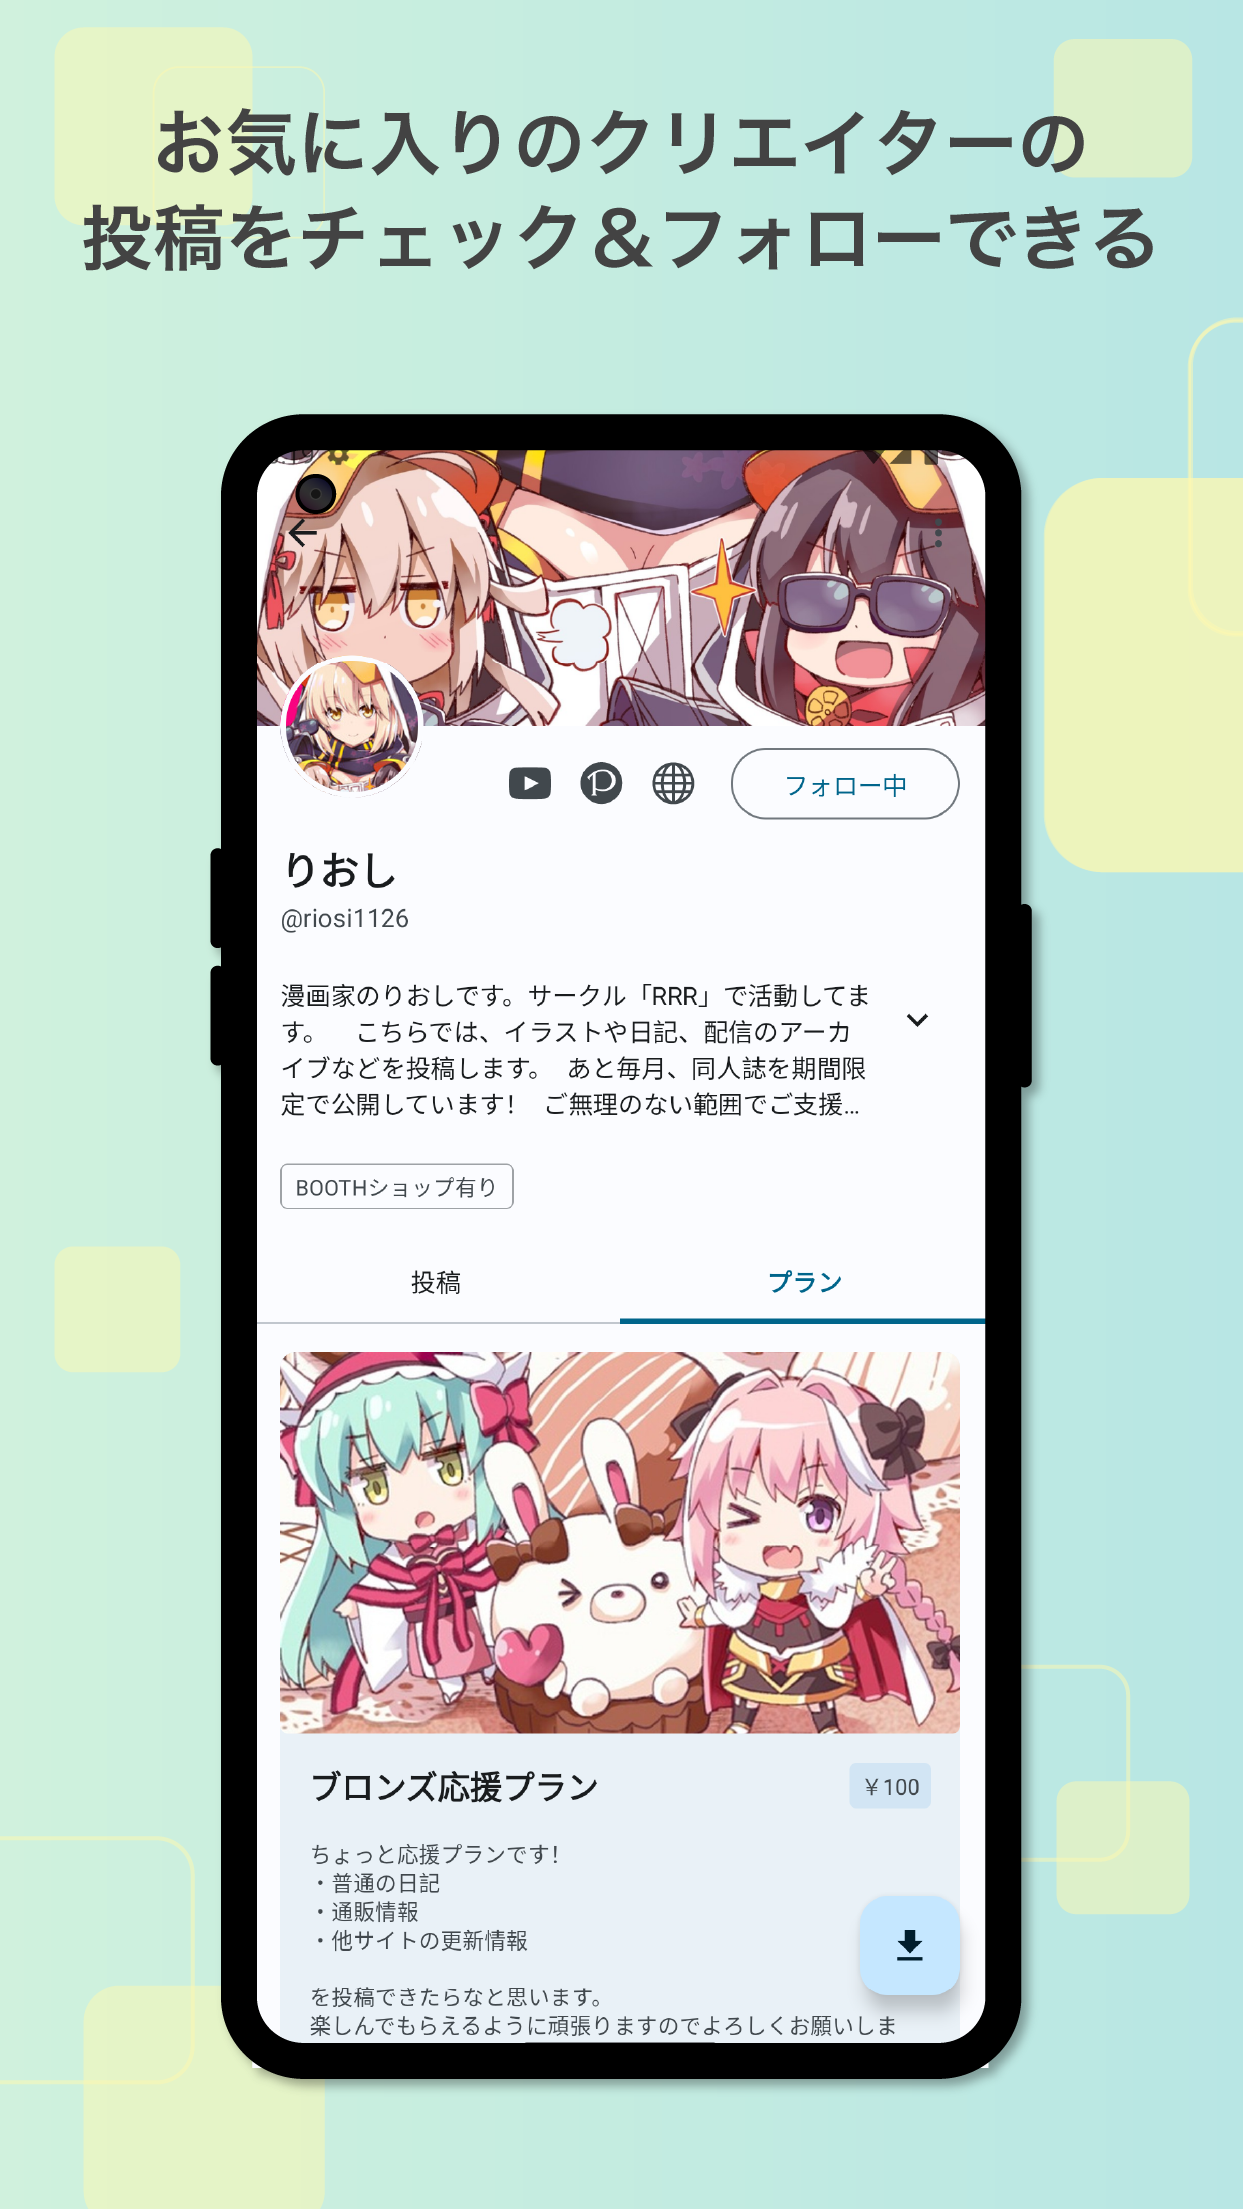 お気に入りのクリエイターの
投稿をチェック＆フォローできる
フォロー中
りおし
@riosi1126
漫画家のりおしです。サークル「RRR」で活動してま
す。　こちらでは、イラストや日記、配信のアーカ
イブなどを投稿します。　あと毎月、同人誌を期間限
定で公開しています！　ご無理のない範囲でご支援…
BOOTHショップ有り
投稿
プラン
ブロンズ応援プラン
￥100
ちょっと応援プランです！
・普通の日記
・通販情報
・他サイトの更新情報
を投稿できたらなと思います。
楽しんでもらえるように頑張りますのでよろしくお願いしま